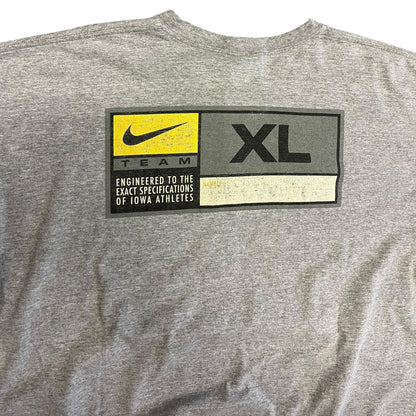 TEAM
XL
ENGINEERED TO THE
EXACT SPECIFICATIONS
OF IOWA ATHLETES